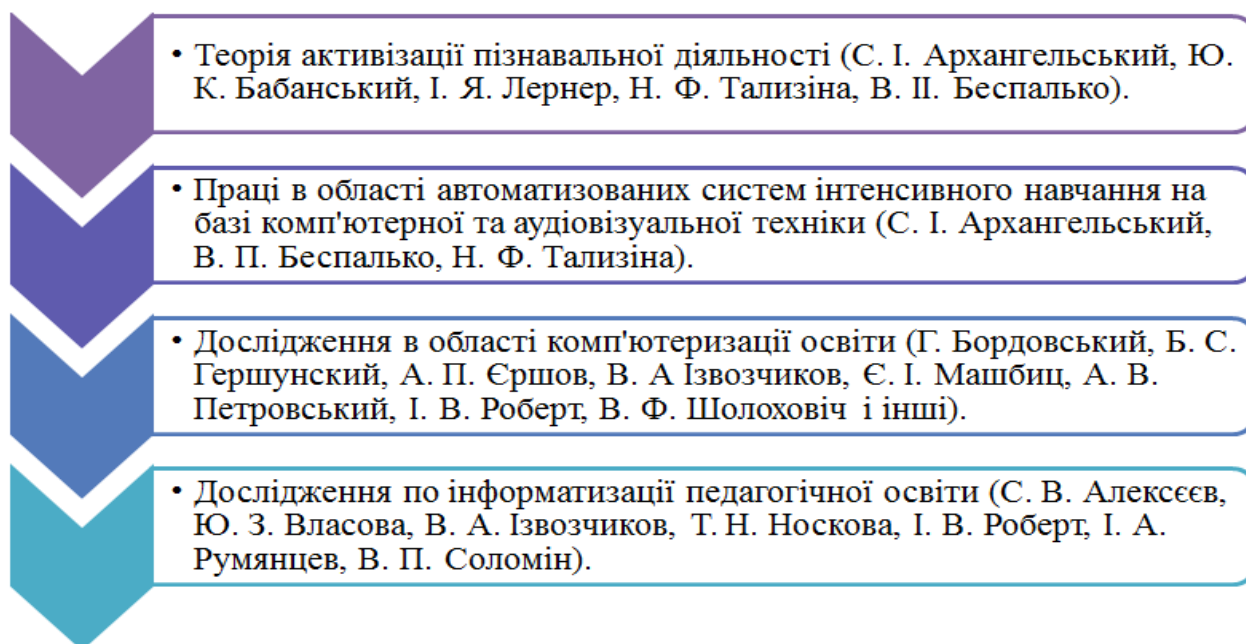 • Теорія активізації пізнавальної діяльності (С. І. Архангельський, Ю.
К. Бабанський, І. Я. Лернер, Н. Ф. Тализіна, В. ІІ. Беспалько).
• Праці в області автоматизованих систем інтенсивного навчання на
базі комп'ютерної та аудіовізуальної техніки (С. І. Архангельський,
В. П. Беспалько, Н. Ф. Тализіна).
• Дослідження в області комп'ютеризації освіти (Г. Бордовський, Б. С.
Гершунский, А. П. Єршов, В. А Ізвозчиков, Є. І. Машбиц, А. В.
Петровський, І. В. Роберт, В. Ф. Шолоховіч і інші).
• Дослідження по інформатизації педагогічної освіти (С. В. Алексєєв,
Ю. З. Власова, В. А. Ізвозчиков, Т. Н. Носкова, І. В. Роберт, І. А.
Румянцев, В. П. Соломін).